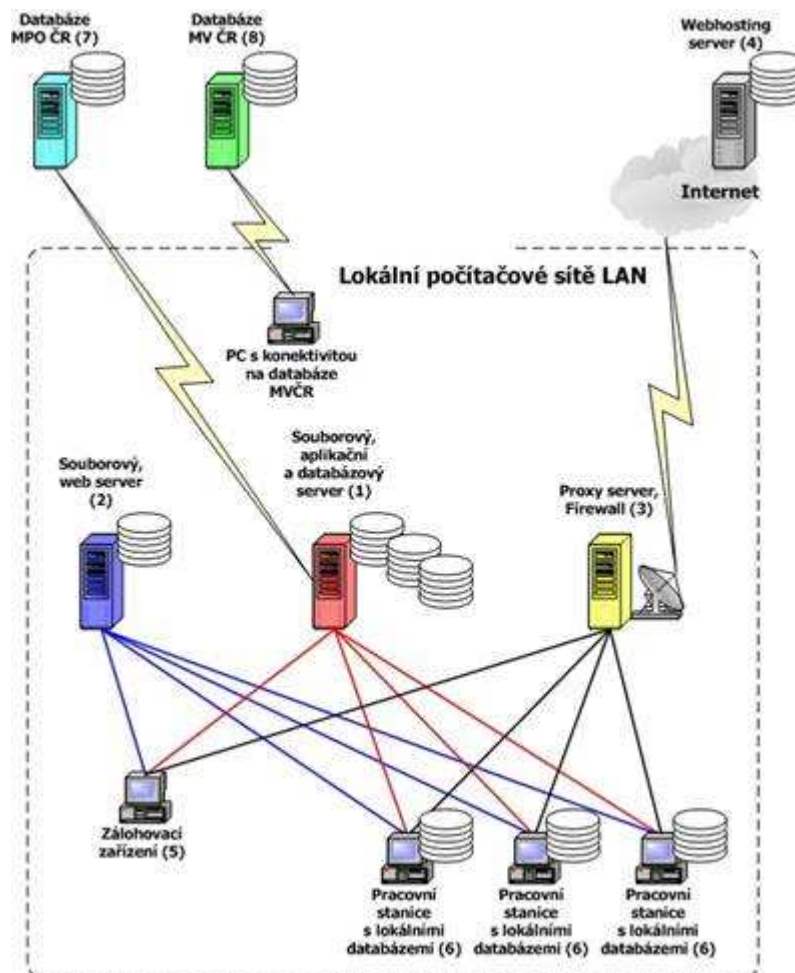 Databáze
MPO ČR (7)
Databáze
MV ČR (8)
Webhosting
server (4)
Internet
Lokální počítačové sítě LAN
PC s konektivitou
na databáze
MVČR
Souborový,
web server
(2)
Souborový,
aplikační
a databázový
server (1)
Proxy server,
Firewall (3)
Zálohovací
zařízení (5)
Pracovní
stanice
s lokálními
databázemi (6)
Pracovní
stanice
s lokálními
databázemi (6)
Pracovní
stanice
s lokálními
databázemi (6)